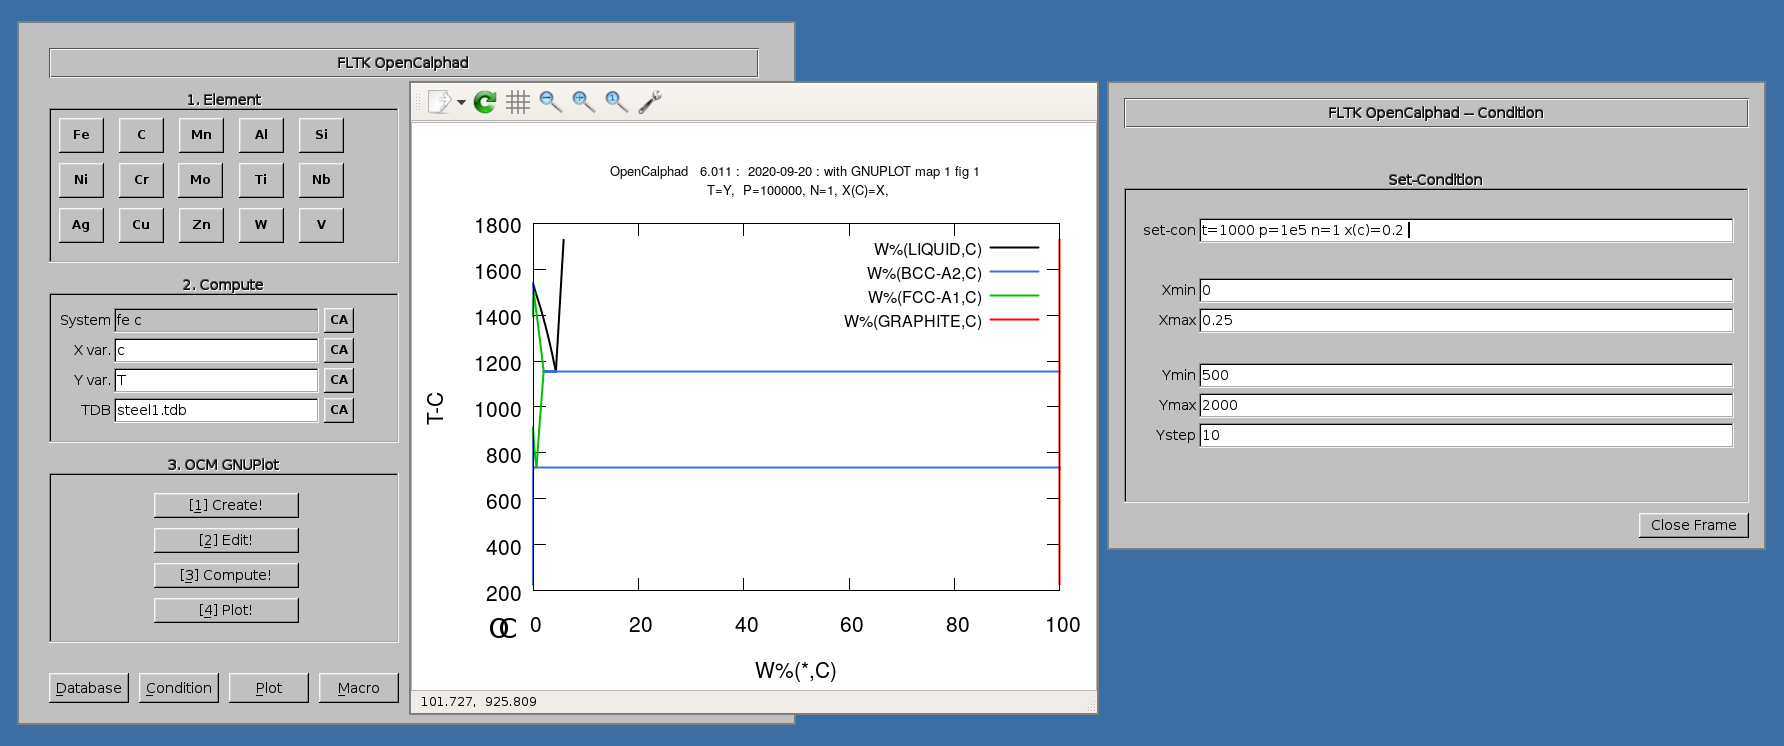 FLTK OpenCalphad
1. Element
Fe C Mn Al Si
Ni Cr Mo Ti Nb
Ag Cu Zn W V
2. Compute
System fe c CA
X var. c CA
Y var. T CA
TDB steel1.tdb CA
3. OCM GNUPlot
[1] Create!
[2] Edit!
[3] Compute!
[4] Plot!
Database Condition Plot Macro
OpenCalphad 6.011 : 2020-09-20 : with GNUPLOT map 1 fig 1
T=Y, P=100000, N=1, X(C)=X,
W%(LIQUID,C)
W%(BCC-A2,C)
W%(FCC-A1,C)
W%(GRAPHITE,C)
T-C
1800
1600
1400
1200
1000
800
600
400
200
OC 0 20 40 60 80 100
W%(*,C)
101.727, 925.809
FLTK OpenCalphad -- Condition
Set-Condition
set-con t=1000 p=1e5 n=1 x(c)=0.2
Xmin 0
Xmax 0.25
Ymin 500
Ymax 2000
Ystep 10
Close Frame